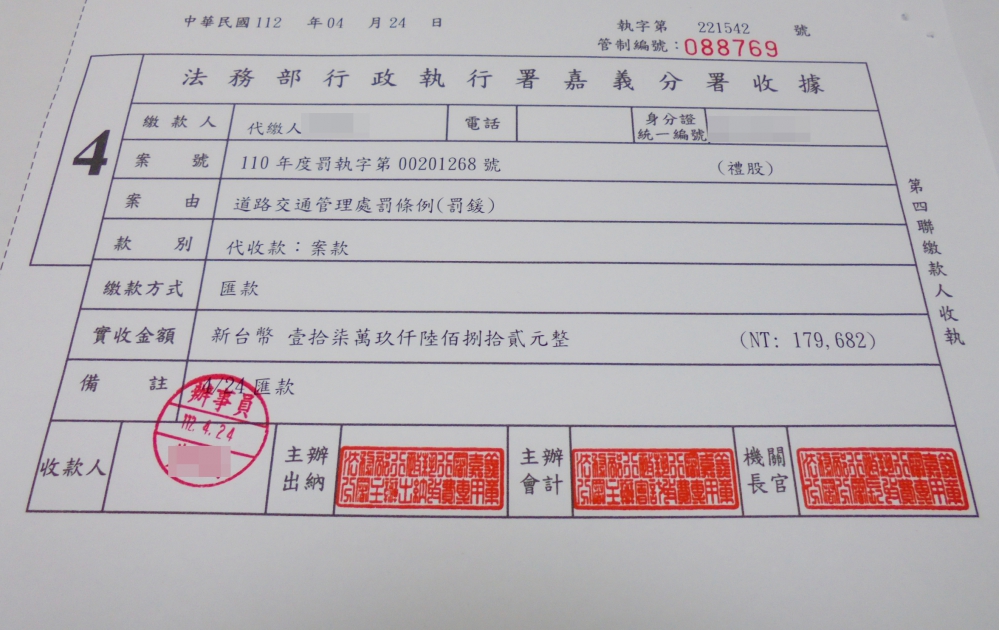 中華民國112 年04 月24 日
執字第 221542 號
管制編號：088769
4
法務部行政執行署嘉義分署收據
繳款人 代繳人 電話 身分證統一編號
案號 110年度罰執字第00201268號 (禮股)
案由 道路交通管理處罰條例(罰鍰)
款別 代收款：案款
繳款方式 匯款
實收金額 新台幣 壹拾柒萬玖仟陸佰捌拾貳元整 (NT: 179,682)
備註 4/24匯款
辦事員
112.4.24
收款人 主辦出納 主辦會計 機關長官
第四聯繳款人收執